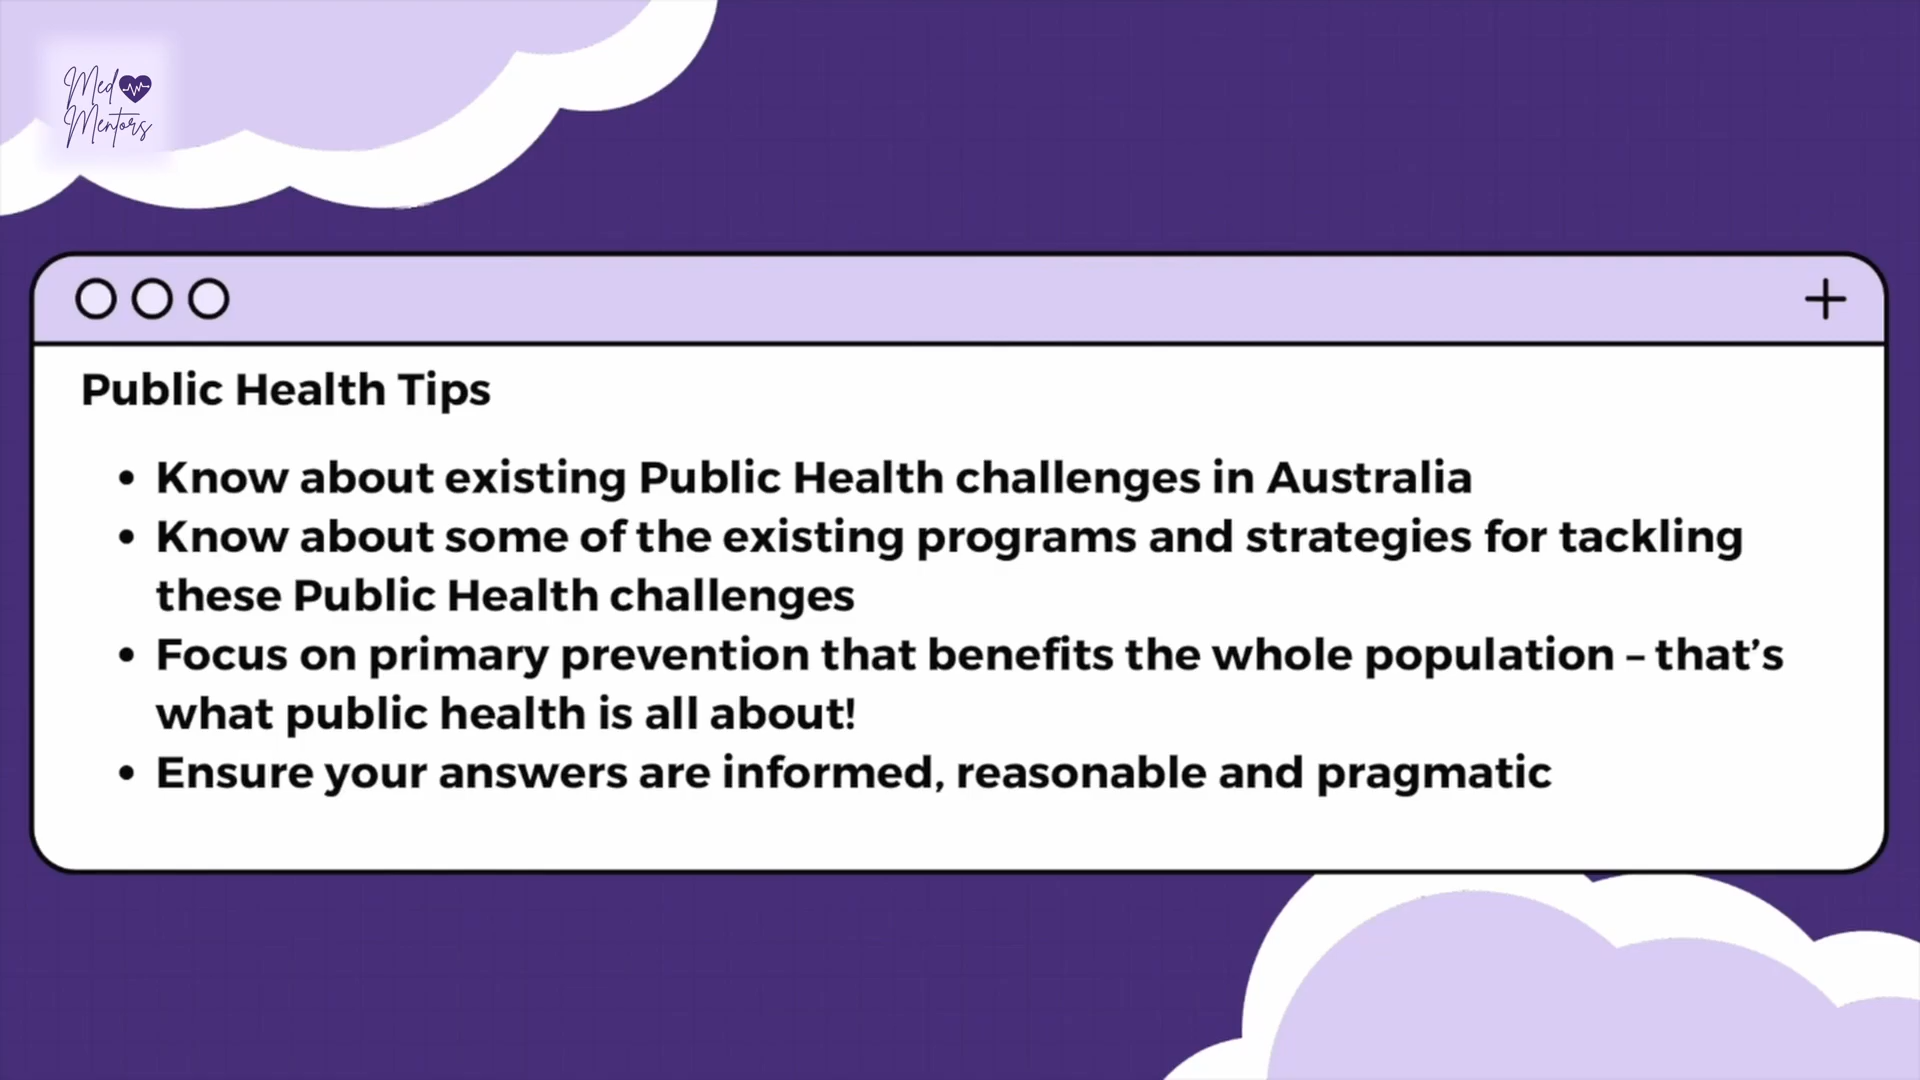 Med
Mentors
Public Health Tips
• Know about existing Public Health challenges in Australia
• Know about some of the existing programs and strategies for tackling
these Public Health challenges
• Focus on primary prevention that benefits the whole population – that’s
what public health is all about!
• Ensure your answers are informed, reasonable and pragmatic